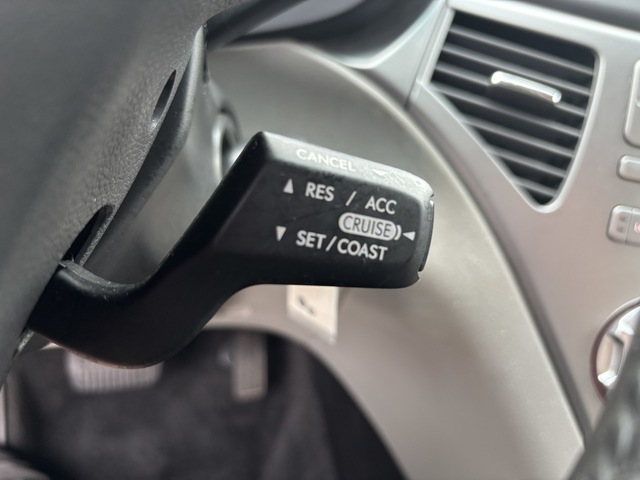 CANCEL
▲ RES / ACC
CRUISE
▼ SET/COAST